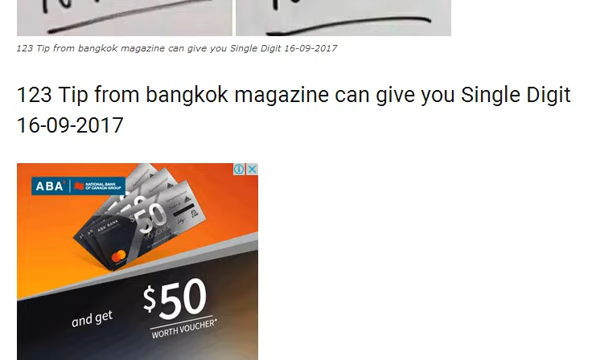 123 Tip from bangkok magazine can give you Single Digit 16-09-2017
123 Tip from bangkok magazine can give you Single Digit
16-09-2017
ABA NATIONAL BANK
OF CANADA GROUP
$50
and get
$50
WORTH VOUCHER*